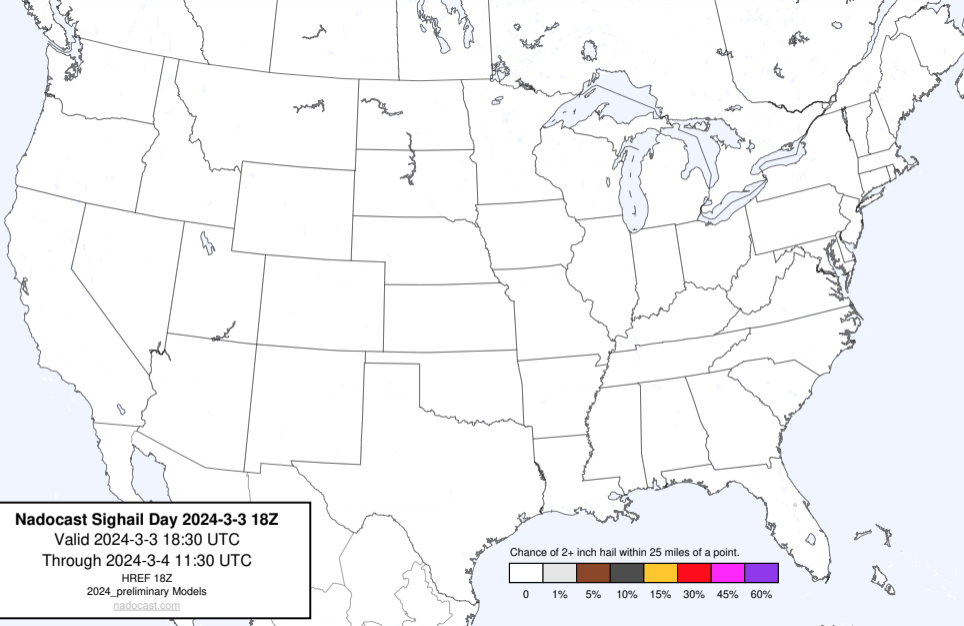 Nadocast Sighail Day 2024-3-3 18Z
Valid 2024-3-3 18:30 UTC
Through 2024-3-4 11:30 UTC
HREF 18Z
2024_preliminary Models
nadocast.com
Chance of 2+ inch hail within 25 miles of a point.
0 1% 5% 10% 15% 30% 45% 60%